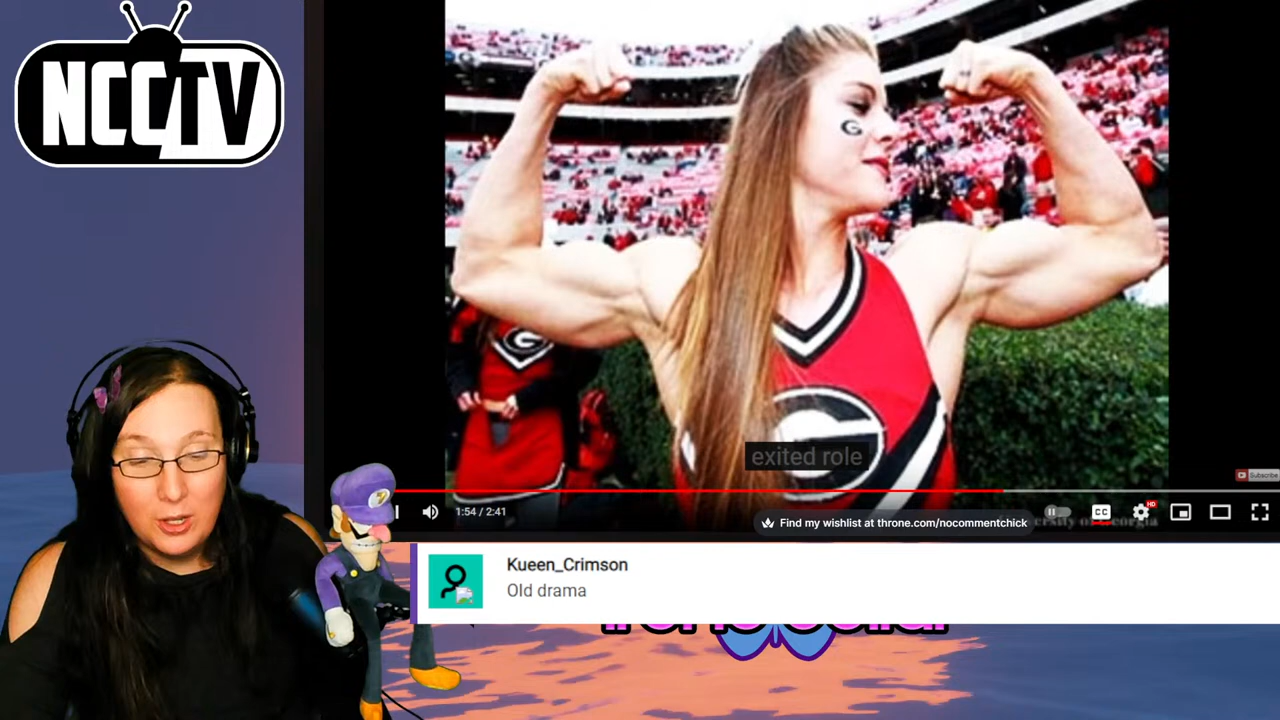 NCCTV
G
G
G
exited role
Subscribe
1:54 / 2:41
CC
HD
Find my wishlist at throne.com/nocommentchick
Kueen_Crimson
Old drama